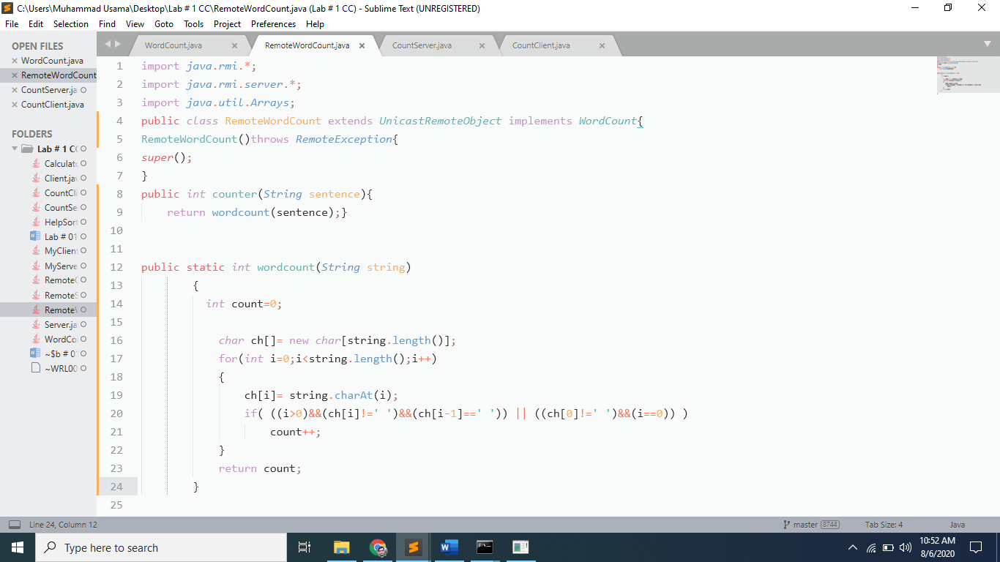 C:\Users\Muhammad Usama\Desktop\Lab # 1 CC\RemoteWordCount.java (Lab # 1 CC) - Sublime Text (UNREGISTERED)
File Edit Selection Find View Goto Tools Project Preferences Help
OPEN FILES
WordCount.java
RemoteWordCount
CountServer.ja
CountClient.java
FOLDERS
Lab # 1 CC
Calculat
Client.ja
CountCli
CountSe
HelpSort
Lab # 01
MyClient
MyServe
Remote
RemoteS
Remote
Server.ja
WordCo
~$b # 0
~WRL00
WordCount.java RemoteWordCount.java CountServer.java CountClient.java
1 import java.rmi.*;
2 import java.rmi.server.*;
3 import java.util.Arrays;
4 public class RemoteWordCount extends UnicastRemoteObject implements WordCount{
5 RemoteWordCount()throws RemoteException{
6 super();
7 }
8 public int counter(String sentence){
9     return wordcount(sentence);}
10
11
12 public static int wordcount(String string)
13         {
14           int count=0;
15
16             char ch[]= new char[string.length()];
17             for(int i=0;i<string.length();i++)
18             {
19                 ch[i]= string.charAt(i);
20                 if( ((i>0)&&(ch[i]!=' ')&&(ch[i-1]==' ')) || ((ch[0]!=' ')&&(i==0)) )
21                     count++;
22             }
23             return count;
24         }
25
Line 24, Column 12 master 8744 Tab Size: 4 Java
Type here to search
10:52 AM
8/6/2020